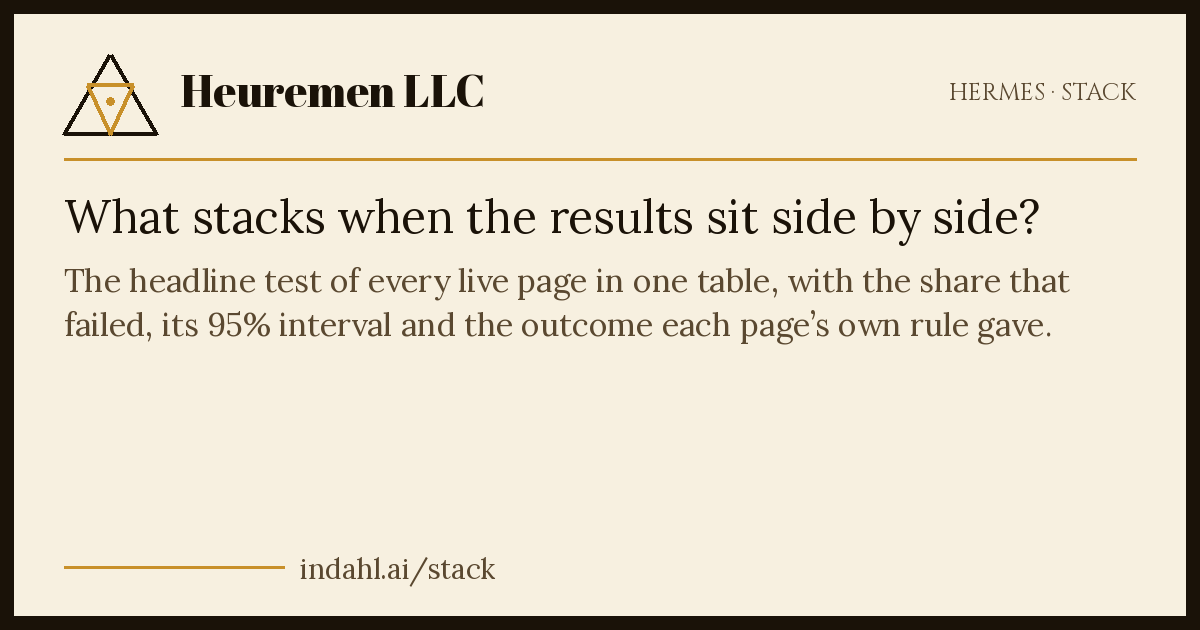 Heuremen LLC
HERMES · STACK
What stacks when the results sit side by side?
The headline test of every live page in one table, with the share that
failed, its 95% interval and the outcome each page’s own rule gave.
indahl.ai/stack